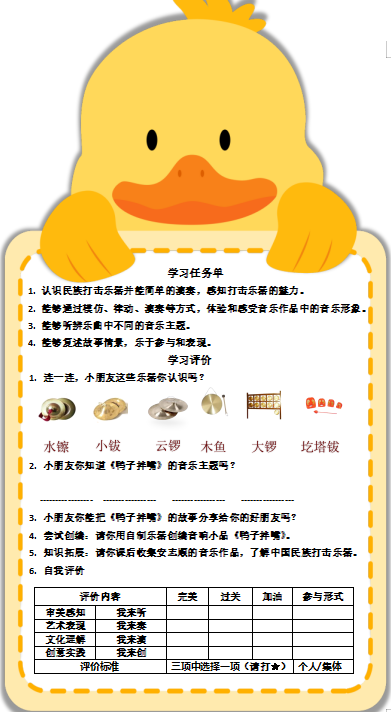 学习任务单
1. 认识民族打击乐器并能简单的演奏，感知打击乐器的魅力。
2. 能够通过模仿、律动、演奏等方式，体验和感受音乐作品中的音乐形象。
3. 能够听辨乐曲中不同的音乐主题。
4. 能够复述故事情景，乐于参与和表现。
学习评价
1. 连一连，小朋友这些乐器你认识吗？
水镲 小钹 云锣 木鱼 大锣 圪塔钹
2. 小朋友你知道《鸭子拌嘴》的音乐主题吗？
---------------- ---------------- ---------------- ----------------
3. 小朋友你能把《鸭子拌嘴》的故事分享给你的好朋友吗？
4. 尝试创编：请你用自制乐器创编音响小品《鸭子拌嘴》。
5. 知识拓展：请你课后收集安志顺的音乐作品，了解中国民族打击乐器。
6. 自我评价
评价内容 完美 过关 加油 参与形式
审美感知 我来听
艺术表现 我来奏
文化理解 我来演
创意实践 我来创
评价标准 三项中选择一项（请打★） 个人/集体